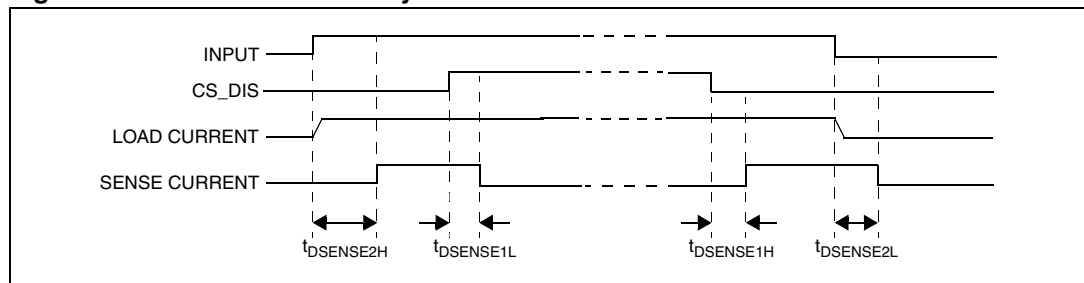 INPUT
CS_DIS
LOAD CURRENT
SENSE CURRENT
tDSENSE2H
tDSENSE1L
tDSENSE1H
tDSENSE2L